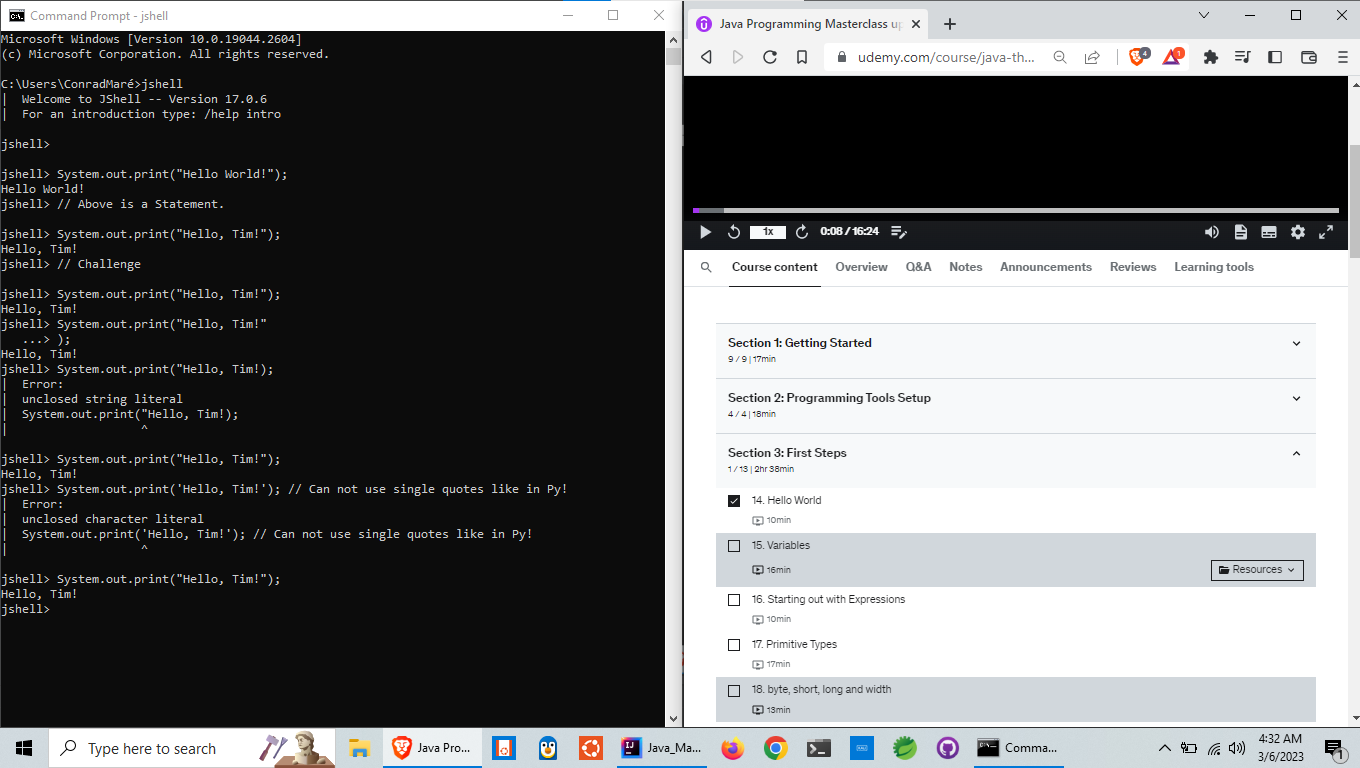 Command Prompt - jshell
Microsoft Windows [Version 10.0.19044.2604]
(c) Microsoft Corporation. All rights reserved.
C:\Users\ConradMaré>jshell
|  Welcome to JShell -- Version 17.0.6
|  For an introduction type: /help intro
jshell>
jshell> System.out.print("Hello World!");
Hello World!
jshell> // Above is a Statement.
jshell> System.out.print("Hello, Tim!");
Hello, Tim!
jshell> // Challenge
jshell> System.out.print("Hello, Tim!");
Hello, Tim!
jshell> System.out.print("Hello, Tim!"
   ...> );
Hello, Tim!
jshell> System.out.print("Hello, Tim!);
|  Error:
|  unclosed string literal
|  System.out.print("Hello, Tim!);
|                   ^
jshell> System.out.print("Hello, Tim!");
Hello, Tim!
jshell> System.out.print('Hello, Tim!'); // Can not use single quotes like in Py!
|  Error:
|  unclosed character literal
|  System.out.print('Hello, Tim!'); // Can not use single quotes like in Py!
|                   ^
jshell> System.out.print("Hello, Tim!");
Hello, Tim!
jshell>
Java Programming Masterclass up
udemy.com/course/java-th...
4
1
1x
0:08 / 16:24
Course content
Overview
Q&A
Notes
Announcements
Reviews
Learning tools
Section 1: Getting Started
9 / 9 | 17min
Section 2: Programming Tools Setup
4 / 4 | 18min
Section 3: First Steps
1 / 13 | 2hr 38min
14. Hello World
10min
15. Variables
16min
Resources
16. Starting out with Expressions
10min
17. Primitive Types
17min
18. byte, short, long and width
13min
Type here to search
Java Pro...
Java_Ma...
Comma...
4:32 AM
3/6/2023
1